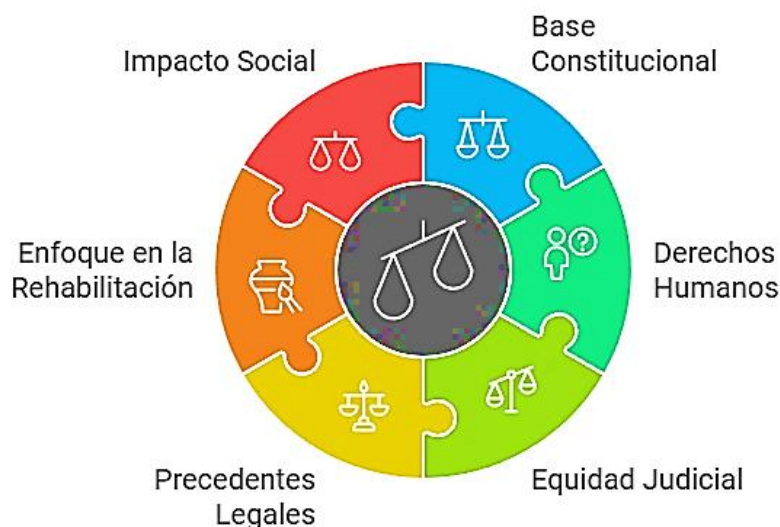 Impacto Social
Base
Constitucional
Enfoque en la
Rehabilitación
Derechos
Humanos
Precedentes
Legales
Equidad Judicial
?